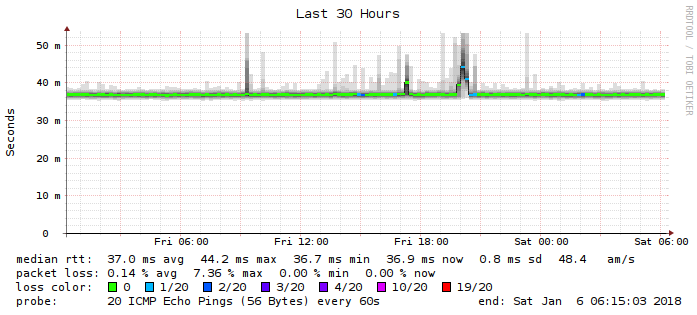 Last 30 Hours
RRDTOOL / TOBI OETIKER
Seconds
50 m
40 m
30 m
20 m
10 m
0
Fri 06:00 Fri 12:00 Fri 18:00 Sat 00:00 Sat 06:00
median rtt: 37.0 ms avg 44.2 ms max 36.7 ms min 36.9 ms now 0.8 ms sd 48.4 am/s
packet loss: 0.14 % avg 7.36 % max 0.00 % min 0.00 % now
loss color: 0 1/20 2/20 3/20 4/20 10/20 19/20
probe: 20 ICMP Echo Pings (56 Bytes) every 60s end: Sat Jan 6 06:15:03 2018